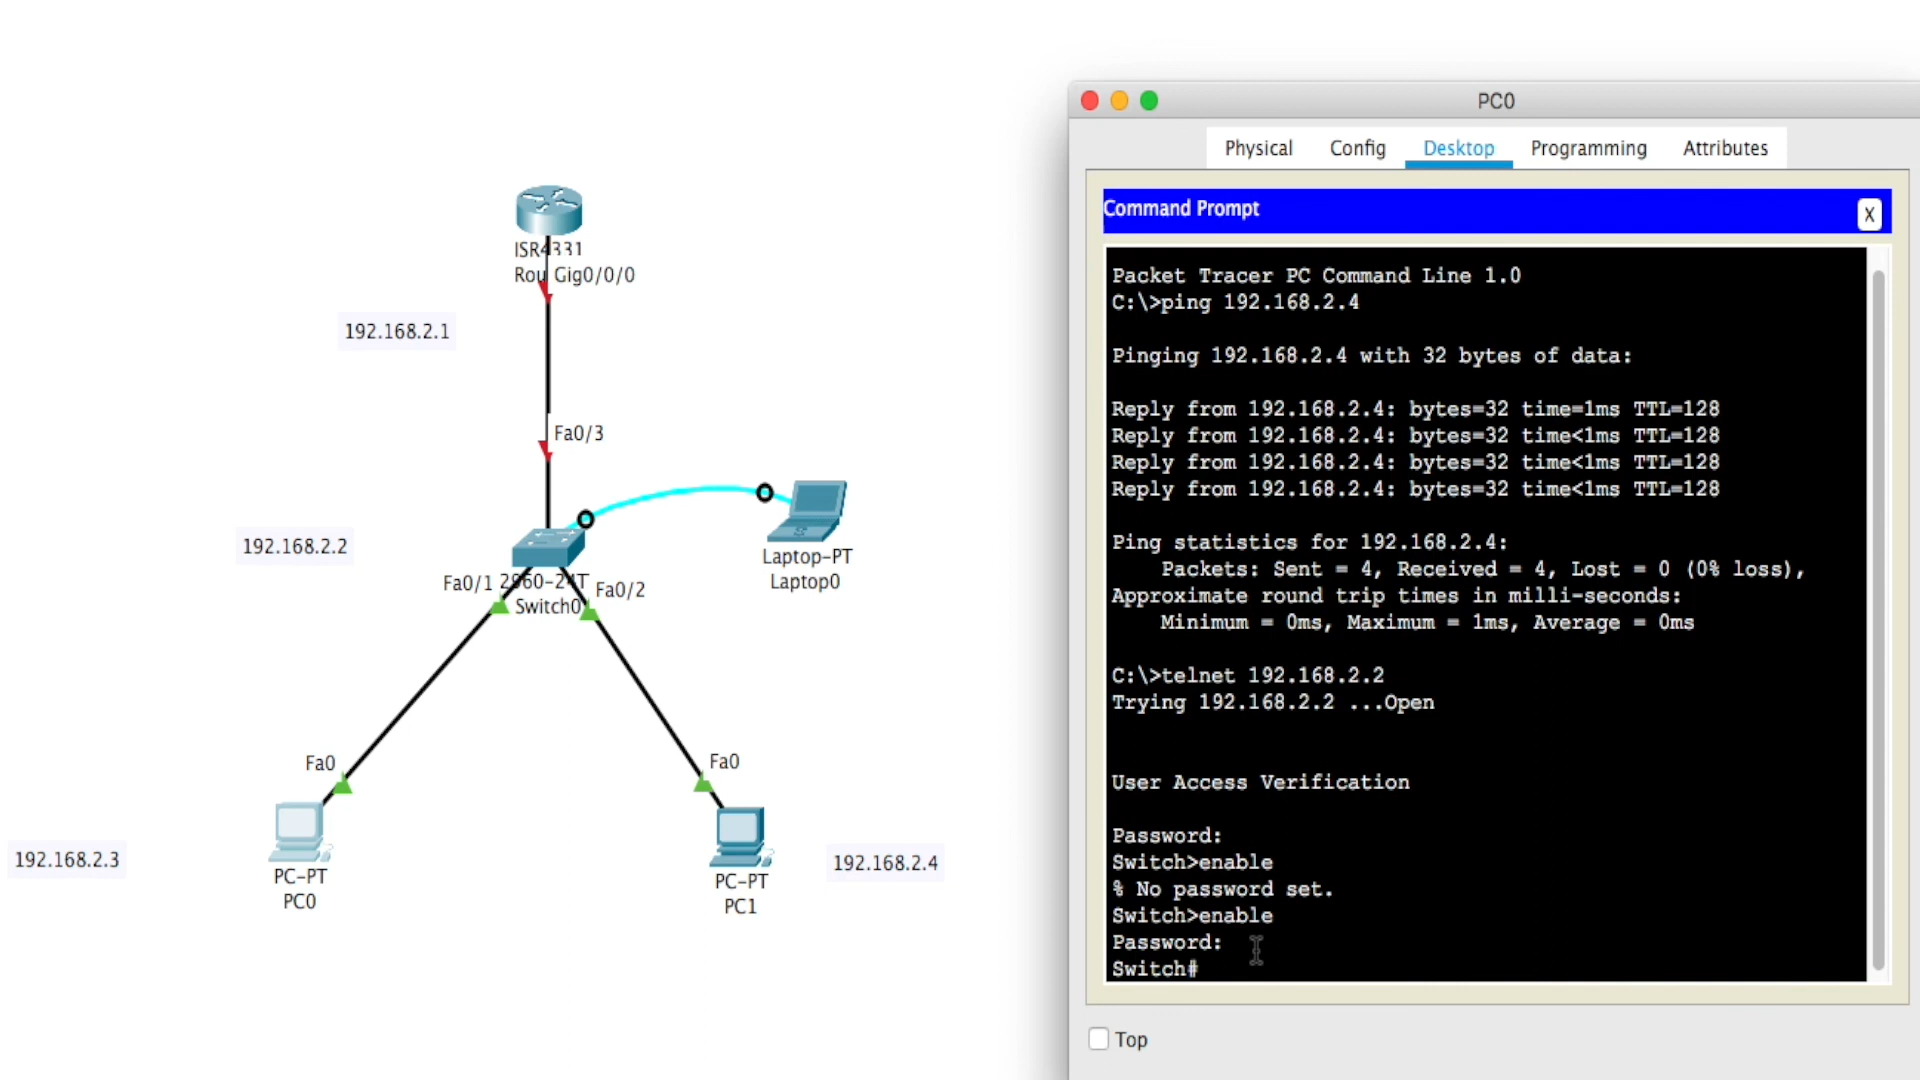 ISR4331
Rou Gig0/0/0
192.168.2.1
Fa0/3
192.168.2.2
Laptop-PT
Laptop0
Fa0/1 2960-24T Fa0/2
Switch0
Fa0
Fa0
192.168.2.3
PC-PT
PC0
192.168.2.4
PC-PT
PC1
PC0
Physical Config Desktop Programming Attributes
Command Prompt
X
Packet Tracer PC Command Line 1.0
C:\>ping 192.168.2.4
Pinging 192.168.2.4 with 32 bytes of data:
Reply from 192.168.2.4: bytes=32 time=1ms TTL=128
Reply from 192.168.2.4: bytes=32 time<1ms TTL=128
Reply from 192.168.2.4: bytes=32 time<1ms TTL=128
Reply from 192.168.2.4: bytes=32 time<1ms TTL=128
Ping statistics for 192.168.2.4:
Packets: Sent = 4, Received = 4, Lost = 0 (0% loss),
Approximate round trip times in milli-seconds:
Minimum = 0ms, Maximum = 1ms, Average = 0ms
C:\>telnet 192.168.2.2
Trying 192.168.2.2 ...Open
User Access Verification
Password:
Switch>enable
% No password set.
Switch>enable
Password:
Switch#
Top